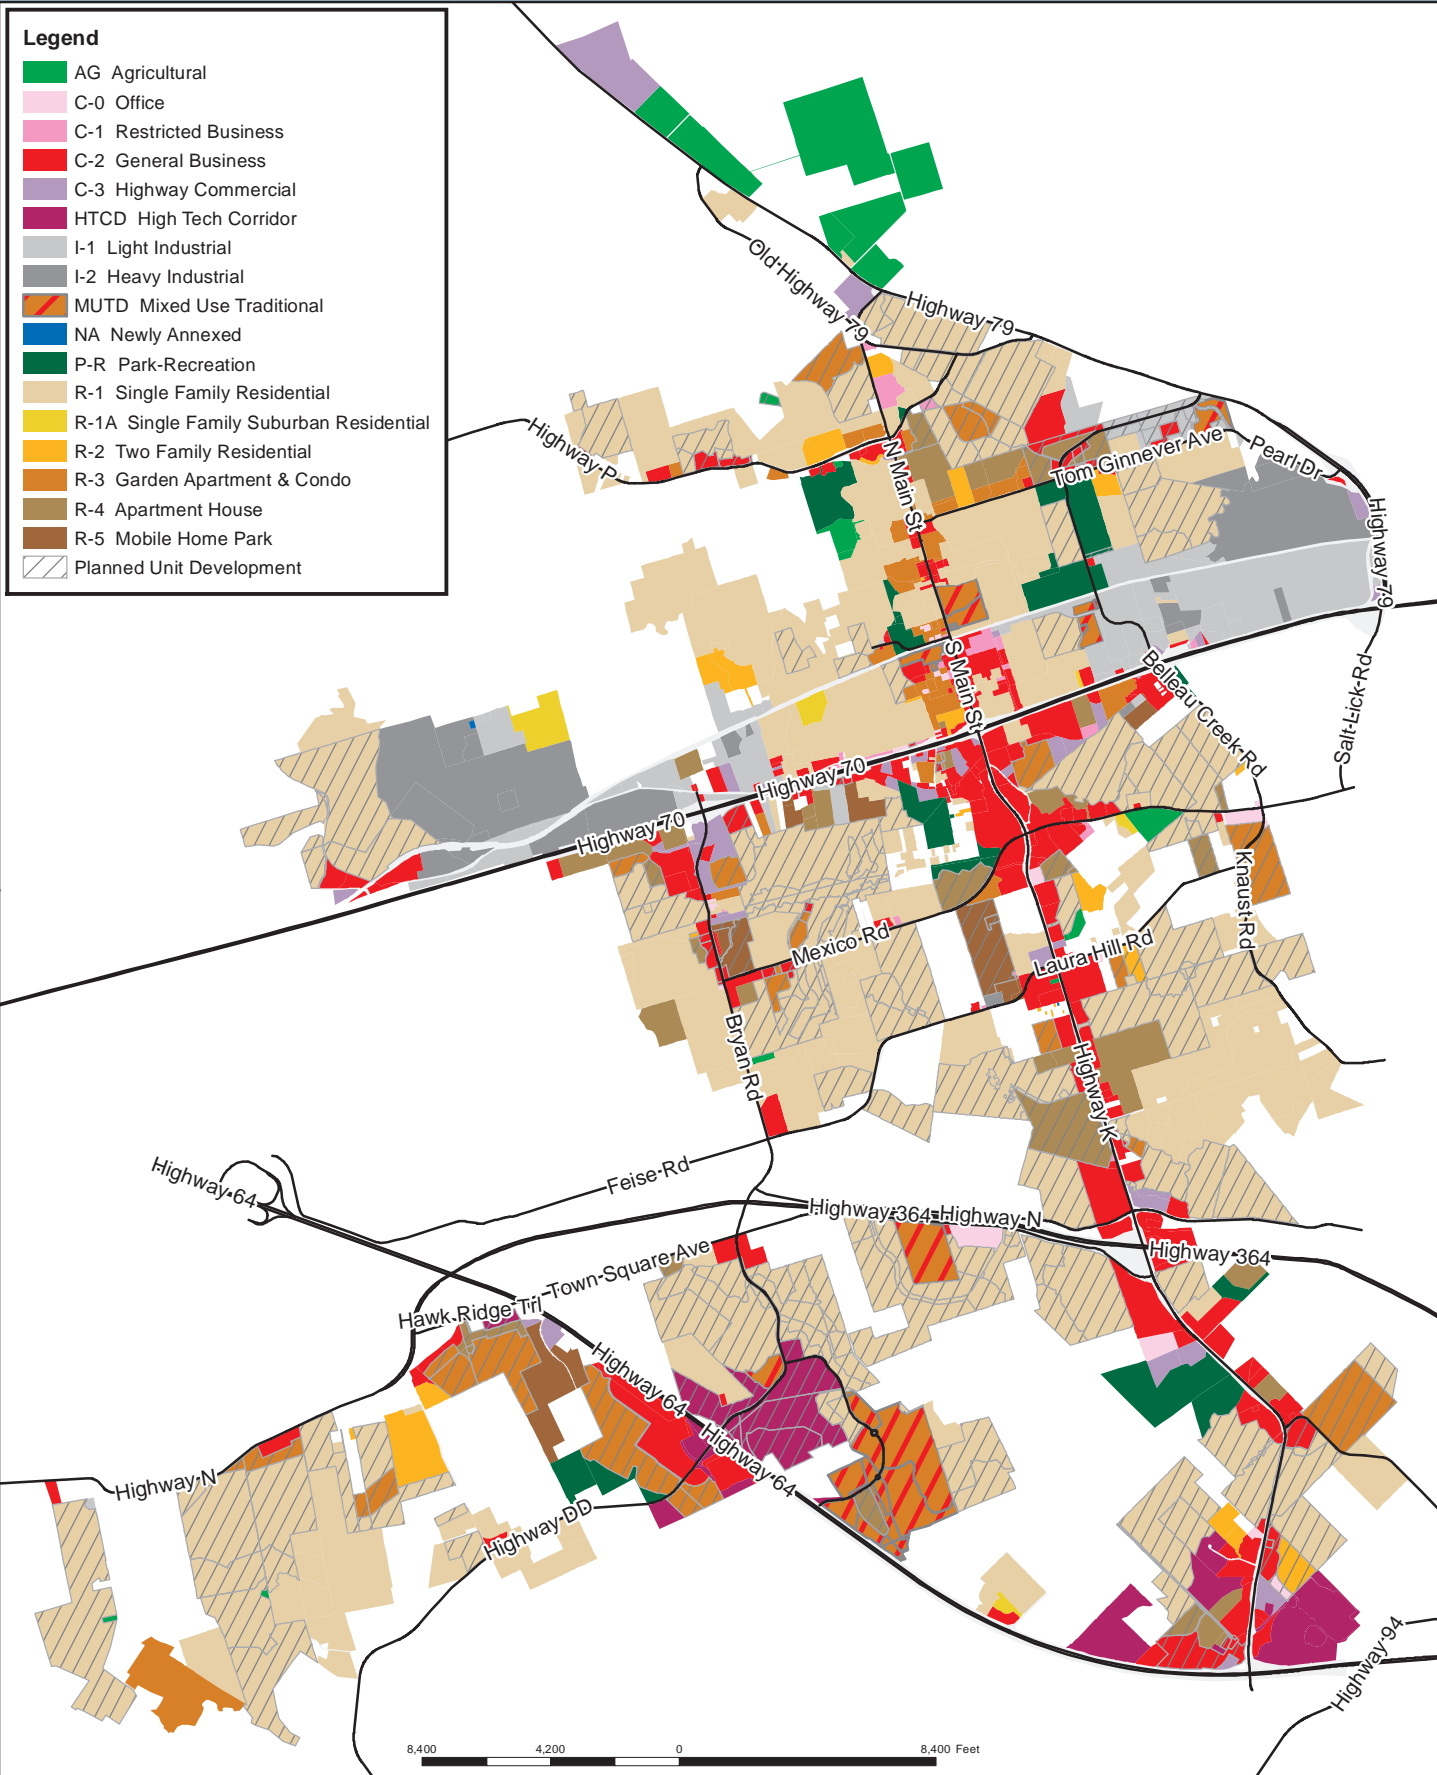 Legend
AG Agricultural
C-0 Office
C-1 Restricted Business
C-2 General Business
C-3 Highway Commercial
HTCD High Tech Corridor
I-1 Light Industrial
I-2 Heavy Industrial
MUTD Mixed Use Traditional
NA Newly Annexed
P-R Park-Recreation
R-1 Single Family Residential
R-1A Single Family Suburban Residential
R-2 Two Family Residential
R-3 Garden Apartment & Condo
R-4 Apartment House
R-5 Mobile Home Park
Planned Unit Development
Old Highway 79
Highway 79
Highway P
N Main St
Tom Ginnever Ave
Pearl Dr
Highway 79
S Main St
Belleau Creek Rd
Salt Lick Rd
Highway 70
Highway 70
Knaust Rd
Mexico Rd
Laura Hill Rd
Bryan Rd
Highway K
Highway 64
Feise Rd
Highway 364
Highway N
Highway 364
Town Square Ave
Hawk Ridge Trl
Highway 64
Highway 64
Highway N
Highway DD
Highway 94
8,400 4,200 0 8,400 Feet